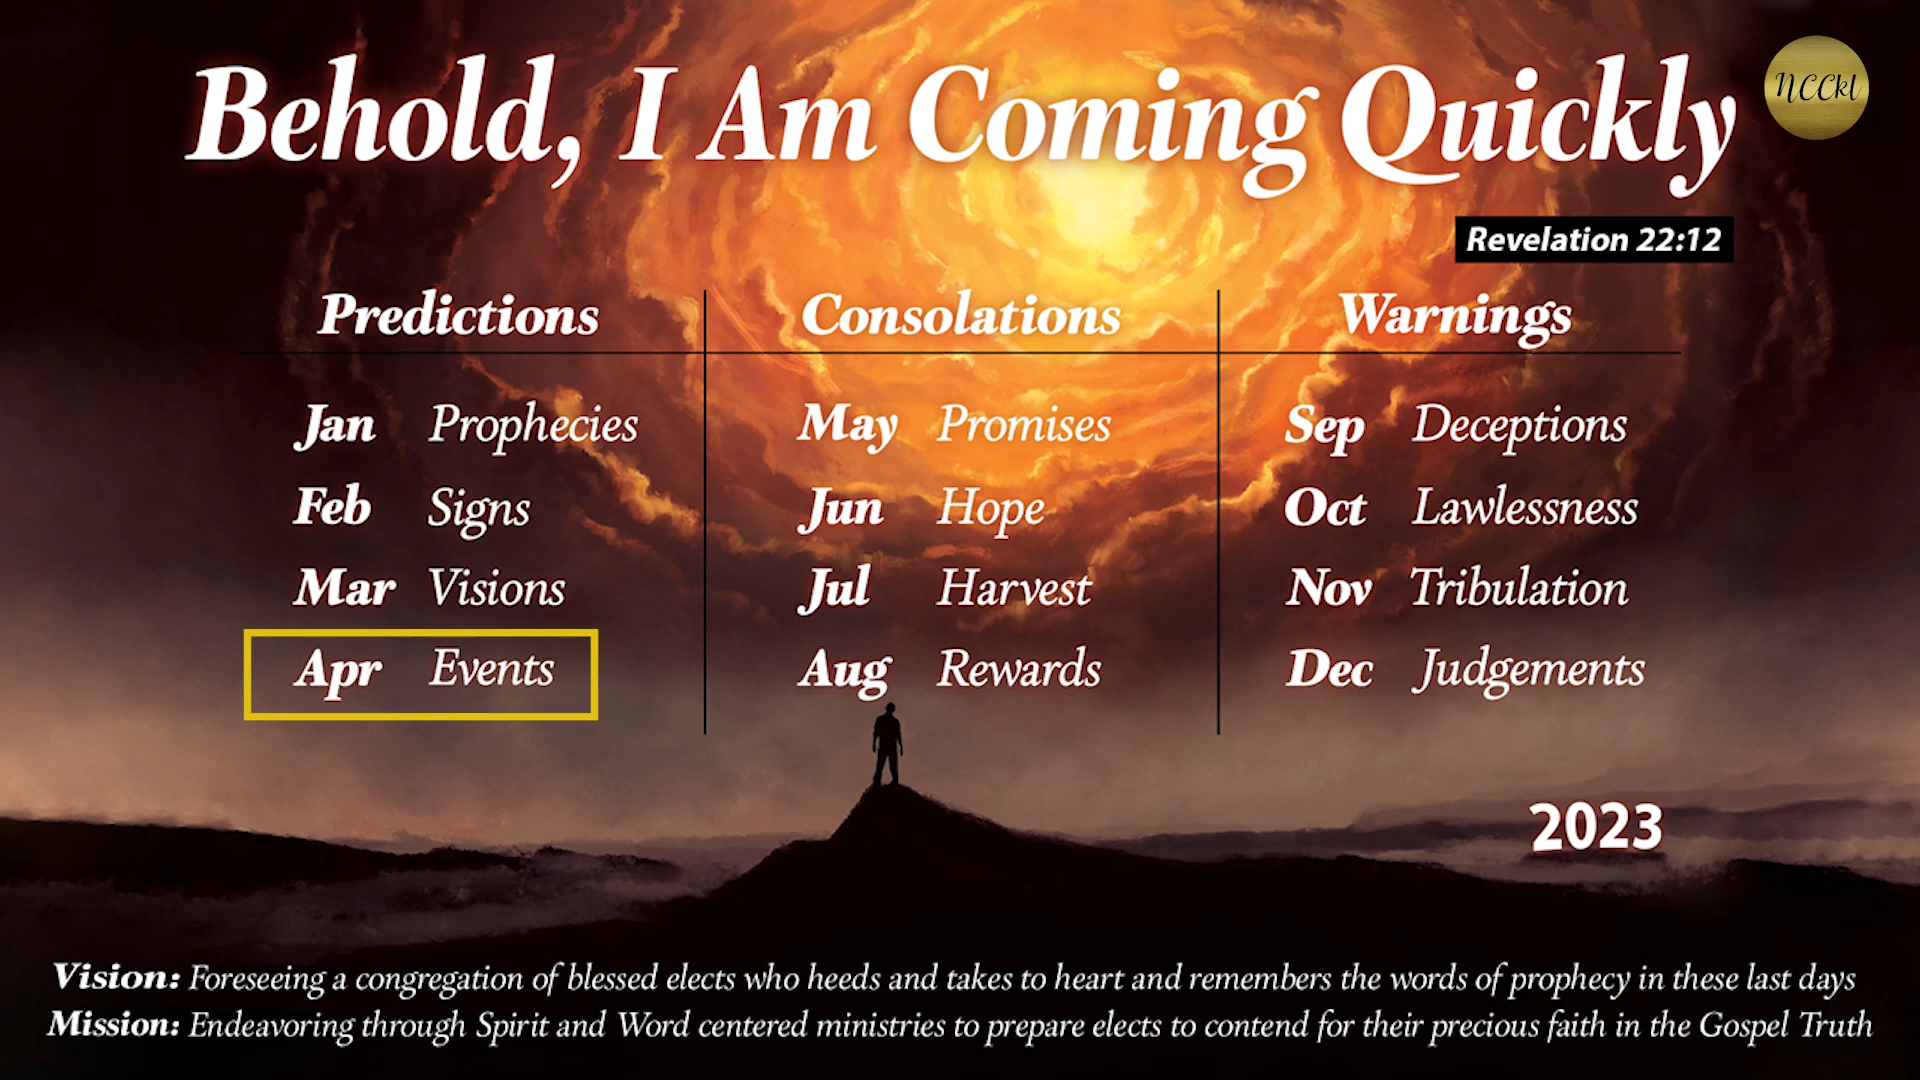 Behold, I Am Coming Quickly
NCCkl
Revelation 22:12
Predictions Consolations Warnings
Jan Prophecies May Promises Sep Deceptions
Feb Signs Jun Hope Oct Lawlessness
Mar Visions Jul Harvest Nov Tribulation
Apr Events Aug Rewards Dec Judgements
2023
Vision: Foreseeing a congregation of blessed elects who heeds and takes to heart and remembers the words of prophecy in these last days
Mission: Endeavoring through Spirit and Word centered ministries to prepare elects to contend for their precious faith in the Gospel Truth